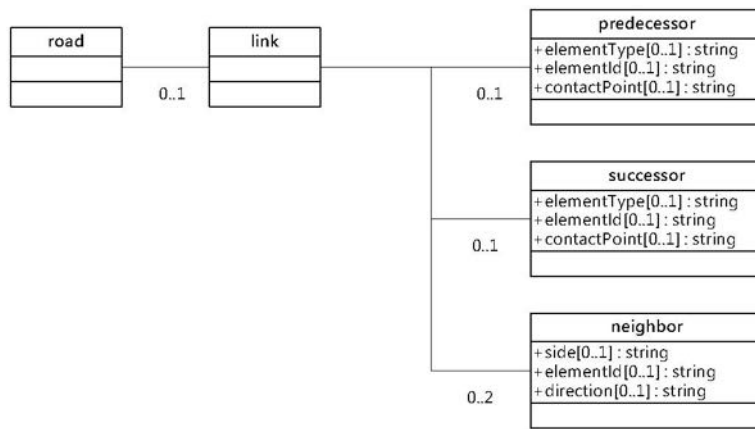 road
0..1
link
predecessor
+elementType[0..1] : string
+elementId[0..1] : string
+contactPoint[0..1] : string
0..1
successor
+elementType[0..1] : string
+elementId[0..1] : string
+contactPoint[0..1] : string
0..1
neighbor
+side[0..1] : string
+elementId[0..1] : string
+direction[0..1] : string
0..2